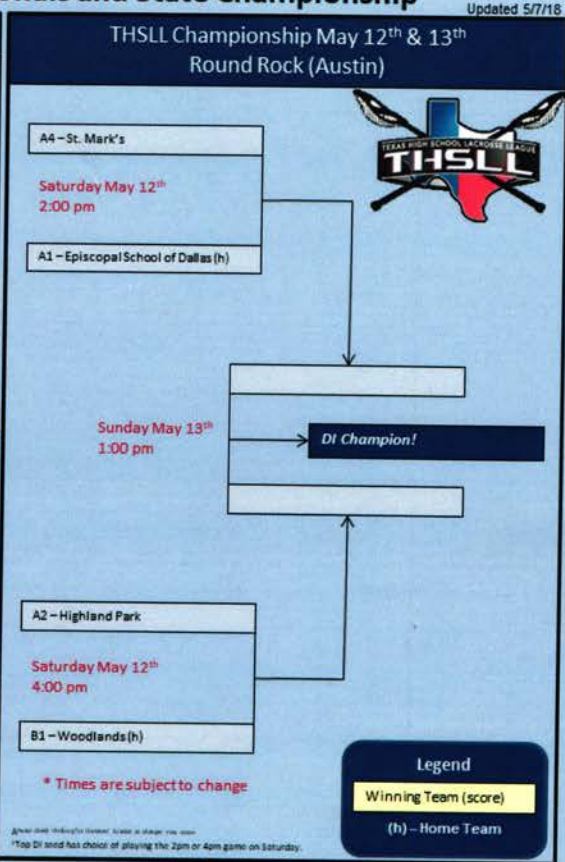 onals and State Championship
Updated 5/7/18
THSLL Championship May 12th & 13th
Round Rock (Austin)
TEXAS HIGH SCHOOL LACROSSE LEAGUE
THSLL
A4 – St. Mark's
Saturday May 12th
2:00 pm
A1 – Episcopal School of Dallas (h)
Sunday May 13th
1:00 pm
DI Champion!
A2 – Highland Park
Saturday May 12th
4:00 pm
B1 – Woodlands (h)
* Times are subject to change
Legend
Winning Team (score)
(h) – Home Team
*Top DI seed has choice of playing the 2pm or 4pm game on Saturday.